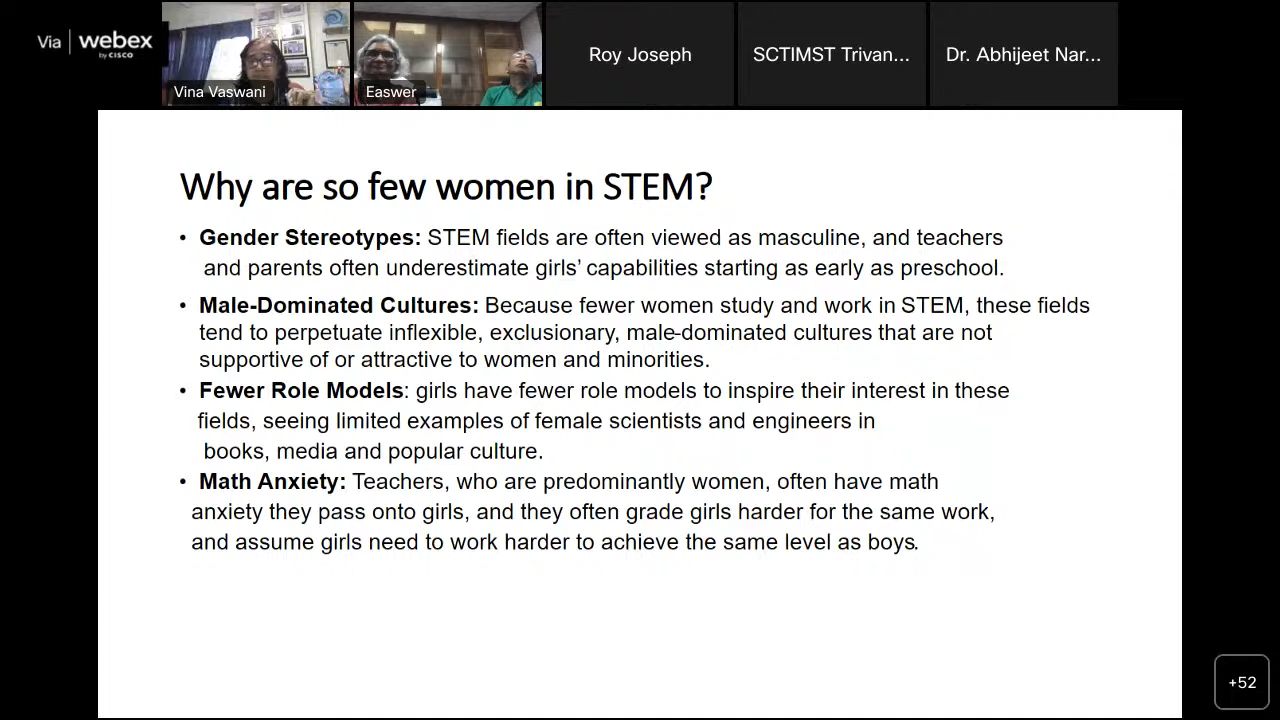 Via webex
by CISCO
Vina Vaswani
Easwer
Roy Joseph
SCTIMST Trivan...
Dr. Abhijeet Nar...
Why are so few women in STEM?
• Gender Stereotypes: STEM fields are often viewed as masculine, and teachers
and parents often underestimate girls’ capabilities starting as early as preschool.
• Male-Dominated Cultures: Because fewer women study and work in STEM, these fields
tend to perpetuate inflexible, exclusionary, male-dominated cultures that are not
supportive of or attractive to women and minorities.
• Fewer Role Models: girls have fewer role models to inspire their interest in these
fields, seeing limited examples of female scientists and engineers in
books, media and popular culture.
• Math Anxiety: Teachers, who are predominantly women, often have math
anxiety they pass onto girls, and they often grade girls harder for the same work,
and assume girls need to work harder to achieve the same level as boys.
+52